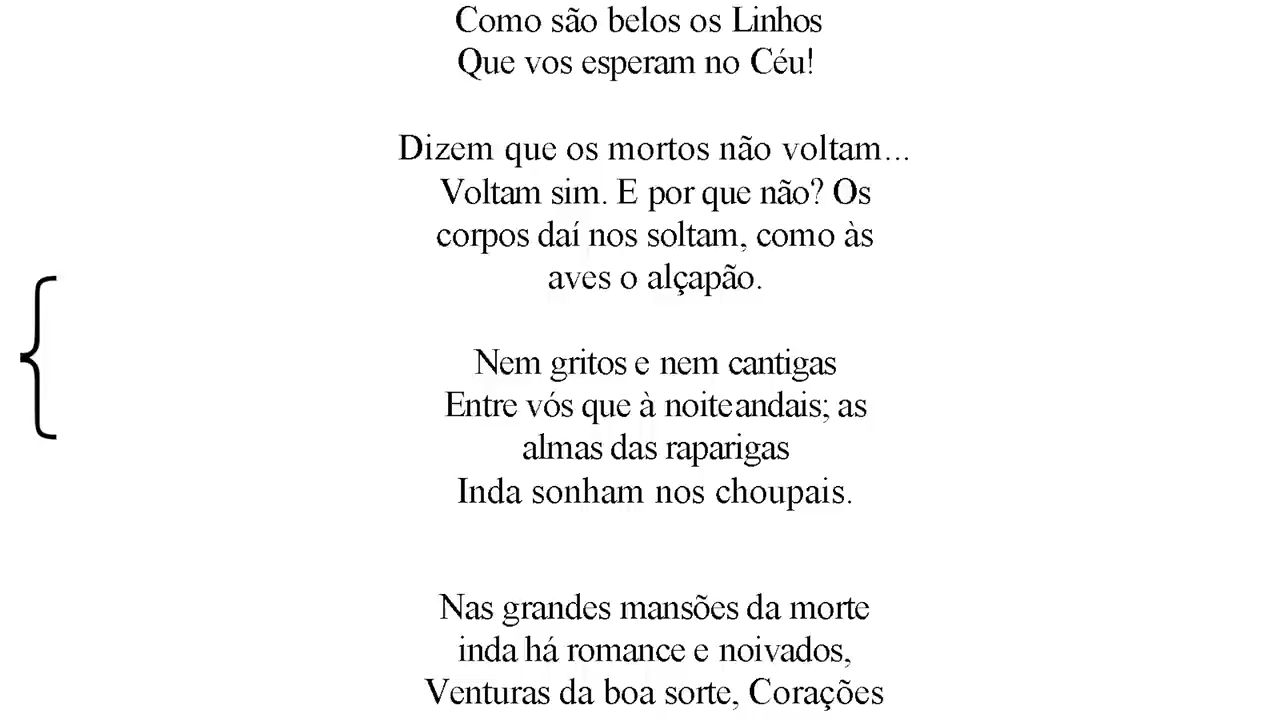 Como são belos os Linhos
Que vos esperam no Céu!
Dizem que os mortos não voltam...
Voltam sim. E por que não? Os
corpos daí nos soltam, como às
aves o alçapão.
Nem gritos e nem cantigas
Entre vós que à noiteandais; as
almas das raparigas
Inda sonham nos choupais.
Nas grandes mansões da morte
inda há romance e noivados,
Venturas da boa sorte, Corações